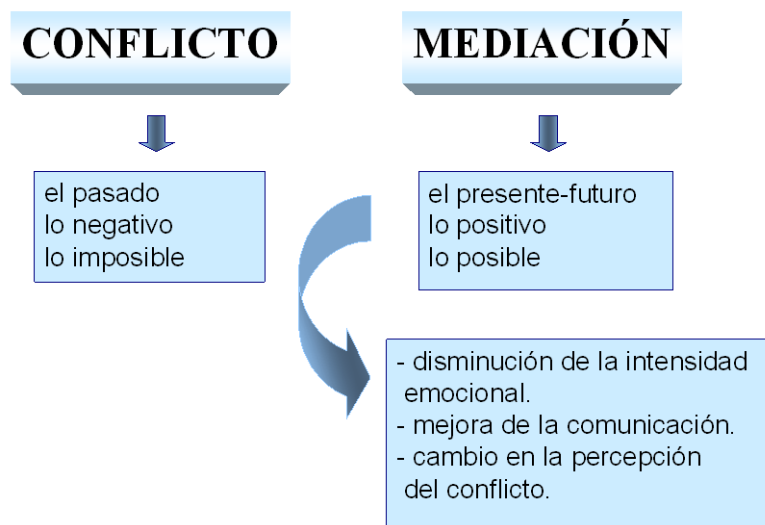 CONFLICTO
MEDIACIÓN
el pasado
lo negativo
lo imposible
el presente-futuro
lo positivo
lo posible
- disminución de la intensidad
emocional.
- mejora de la comunicación.
- cambio en la percepción
del conflicto.